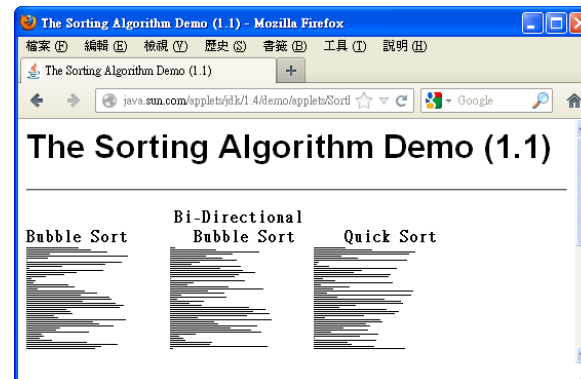 The Sorting Algorithm Demo (1.1) - Mozilla Firefox
檔案(F) 編輯(E) 檢視(V) 歷史(S) 書籤(B) 工具(T) 說明(H)
The Sorting Algorithm Demo (1.1)
java.sun.com/applets/jdk/1.4/demo/applets/Sortl
Google
The Sorting Algorithm Demo (1.1)
Bi-Directional
Bubble Sort Bubble Sort Quick Sort